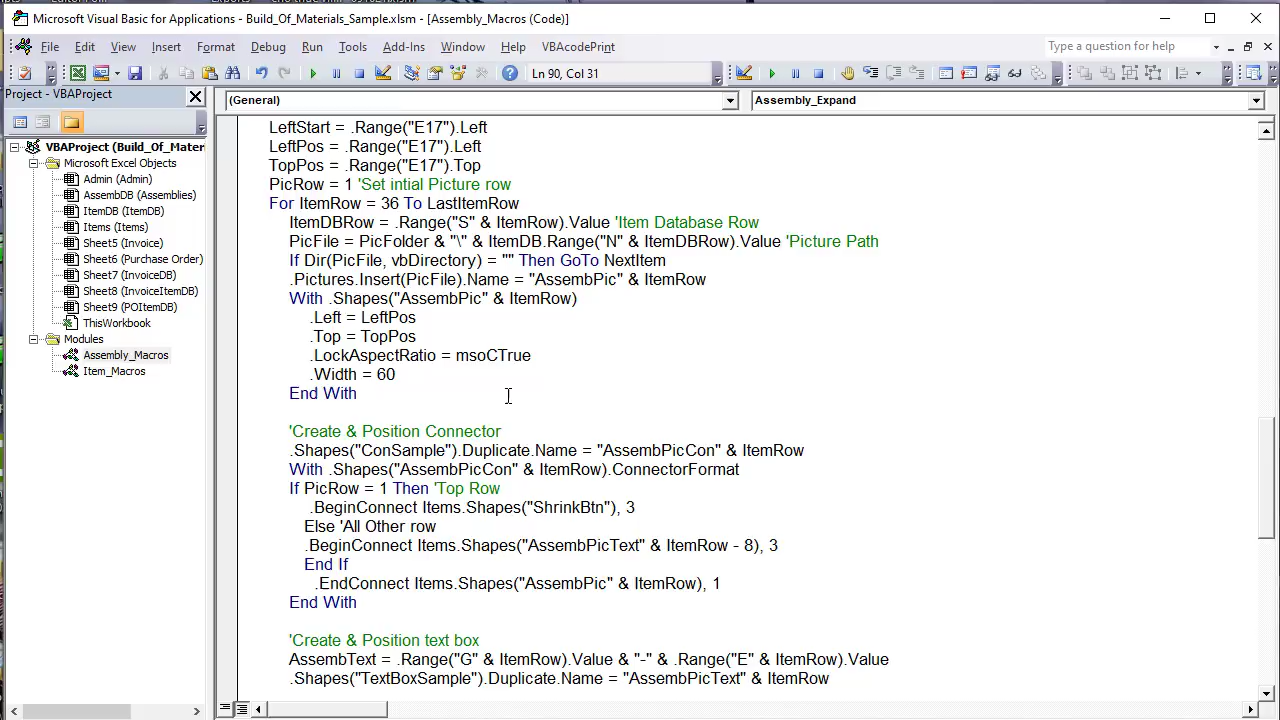 Microsoft Visual Basic for Applications - Build_Of_Materials_Sample.xlsm - [Assembly_Macros (Code)]
File Edit View Insert Format Debug Run Tools Add-Ins Window Help VBAcodePrint Type a question for help
Ln 90, Col 31
Project - VBAProject
(General) Assembly_Expand
VBAProject (Build_Of_Mater
Microsoft Excel Objects
Admin (Admin)
AssembDB (Assemblies)
ItemDB (ItemDB)
Items (Items)
Sheet5 (Invoice)
Sheet6 (Purchase Order)
Sheet7 (InvoiceDB)
Sheet8 (InvoiceItemDB)
Sheet9 (POItemDB)
ThisWorkbook
Modules
Assembly_Macros
Item_Macros
LeftStart = .Range("E17").Left
LeftPos = .Range("E17").Left
TopPos = .Range("E17").Top
PicRow = 1 'Set intial Picture row
For ItemRow = 36 To LastItemRow
ItemDBRow = .Range("S" & ItemRow).Value 'Item Database Row
PicFile = PicFolder & "\" & ItemDB.Range("N" & ItemDBRow).Value 'Picture Path
If Dir(PicFile, vbDirectory) = "" Then GoTo NextItem
.Pictures.Insert(PicFile).Name = "AssembPic" & ItemRow
With .Shapes("AssembPic" & ItemRow)
.Left = LeftPos
.Top = TopPos
.LockAspectRatio = msoCTrue
.Width = 60
End With
'Create & Position Connector
.Shapes("ConSample").Duplicate.Name = "AssembPicCon" & ItemRow
With .Shapes("AssembPicCon" & ItemRow).ConnectorFormat
If PicRow = 1 Then 'Top Row
.BeginConnect Items.Shapes("ShrinkBtn"), 3
Else 'All Other row
.BeginConnect Items.Shapes("AssembPicText" & ItemRow - 8), 3
End If
.EndConnect Items.Shapes("AssembPic" & ItemRow), 1
End With
'Create & Position text box
AssembText = .Range("G" & ItemRow).Value & "-" & .Range("E" & ItemRow).Value
.Shapes("TextBoxSample").Duplicate.Name = "AssembPicText" & ItemRow